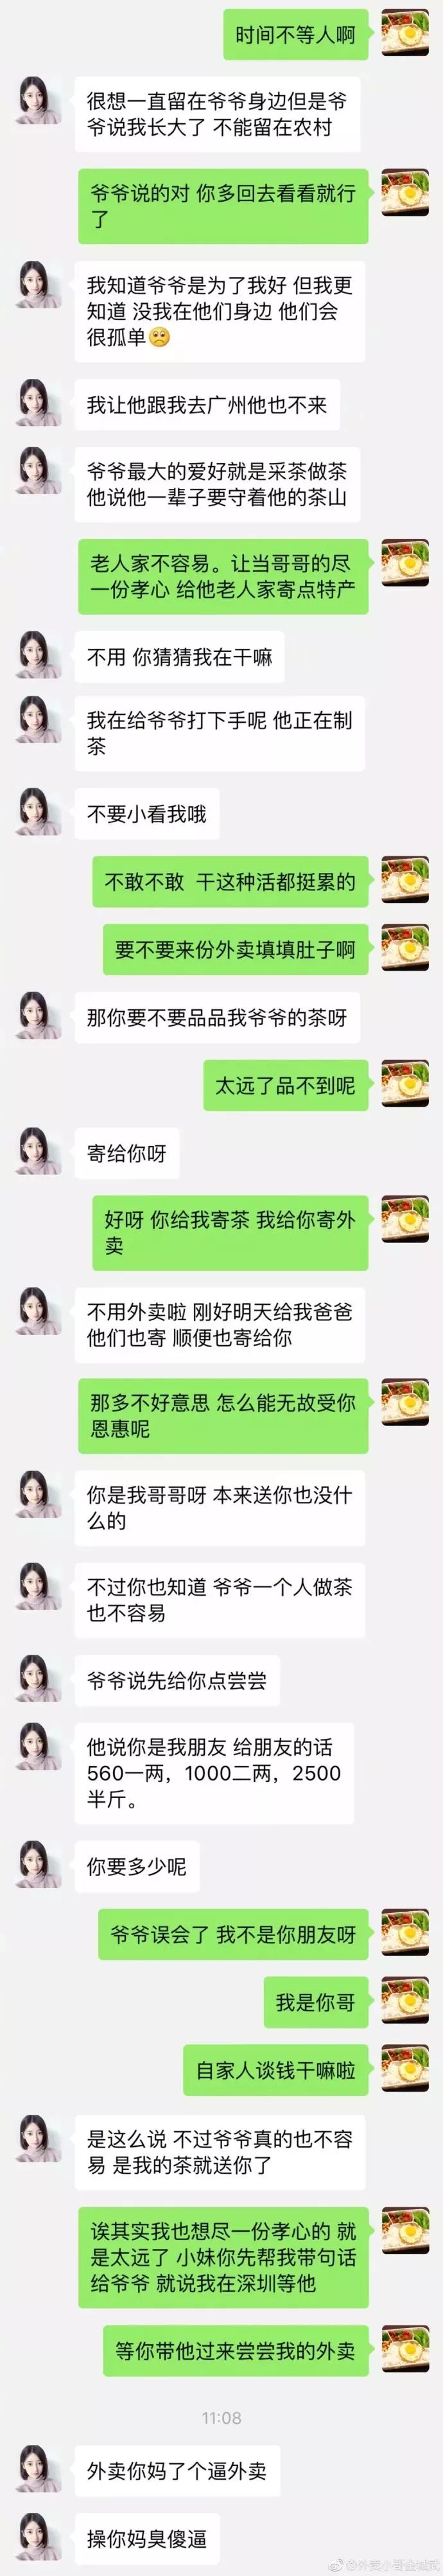 时间不等人啊
很想一直留在爷爷身边但是爷
爷说我长大了 不能留在农村
爷爷说的对 你多回去看看就行
了
我知道爷爷是为了我好 但我更
知道 没我在他们身边 他们会
很孤单
我让他跟我去广州他也不来
爷爷最大的爱好就是采茶做茶
他说他一辈子要守着他的茶山
老人家不容易。让当哥哥的尽
一份孝心 给他老人家寄点特产
不用 你猜猜我在干嘛
我在给爷爷打下手呢 他正在制
茶
不要小看我哦
不敢不敢 干这种活都挺累的
要不要来份外卖填填肚子啊
那你要不要品品我爷爷的茶呀
太远了品不到呢
寄给你呀
好呀 你给我寄茶 我给你寄外
卖
不用外卖啦 刚好明天给我爸爸
他们也寄 顺便也寄给你
那多不好意思 怎么能无故受你
恩惠呢
你是我哥哥呀 本来送你也没什
么的
不过你也知道 爷爷一个人做茶
也不容易
爷爷说先给你点尝尝
他说你是我朋友 给朋友的话
560一两，1000二两，2500
半斤。
你要多少呢
爷爷误会了 我不是你朋友呀
我是你哥
自家人谈钱干嘛啦
是这么说 不过爷爷真的也不容
易 是我的茶就送你了
诶其实我也想尽一份孝心的 就
是太远了 小妹你先帮我带句话
给爷爷 就说我在深圳等他
等你带他过来尝尝我的外卖
11:08
外卖你妈了个逼外卖
操你妈臭傻逼